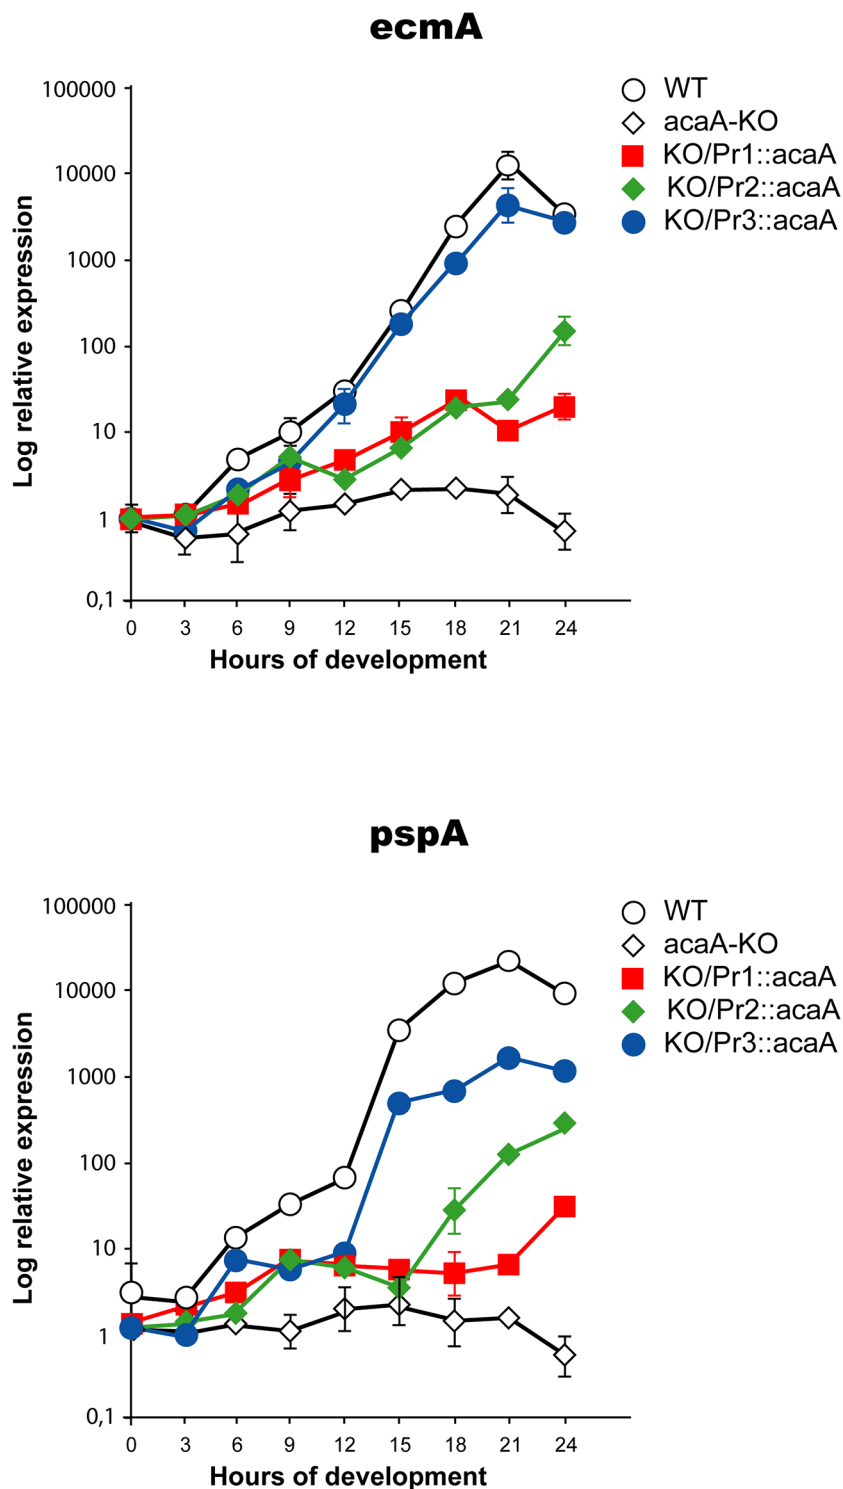 ecmA
100000
10000
1000
100
10
1
0,1
Log relative expression
0 3 6 9 12 15 18 21 24
Hours of development
WT
acaA-KO
KO/Pr1::acaA
KO/Pr2::acaA
KO/Pr3::acaA
pspA
100000
10000
1000
100
10
1
0,1
Log relative expression
0 3 6 9 12 15 18 21 24
Hours of development
WT
acaA-KO
KO/Pr1::acaA
KO/Pr2::acaA
KO/Pr3::acaA